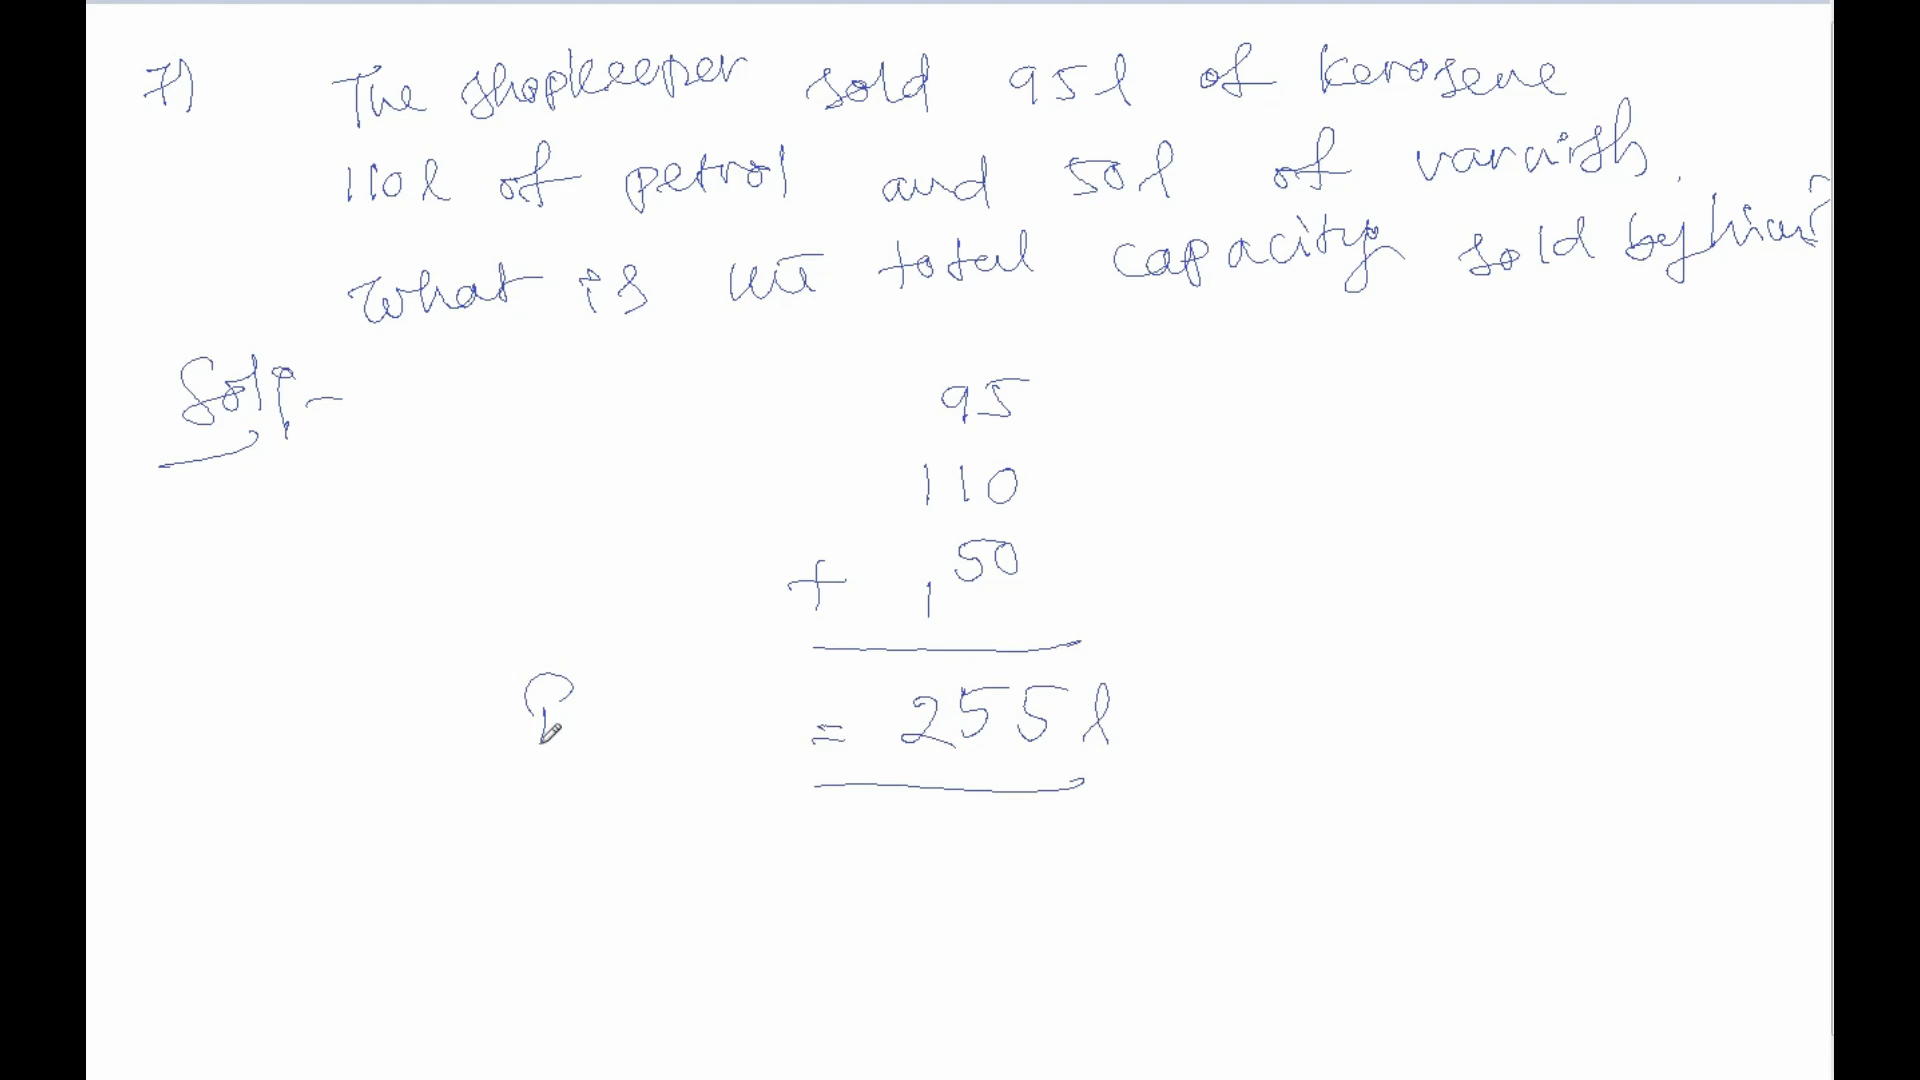 7)
The shopkeeper sold 95l of kerosene
110l of petrol and 50l of varnish.
What is the total capacity sold by him?
Sol:-
95
110
+ 50
1
= 255l